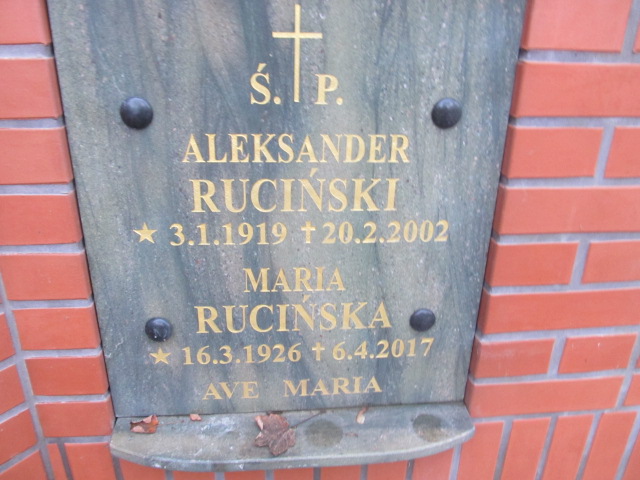 Ś. P.
ALEKSANDER
RUCIŃSKI
★ 3.1.1919 ✝ 20.2.2002
MARIA
RUCIŃSKA
★ 16.3.1926 ✝ 6.4.2017
AVE MARIA